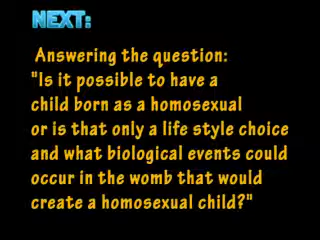 NEXT:
Answering the question:
"Is it possible to have a
child born as a homosexual
or is that only a life style choice
and what biological events could
occur in the womb that would
create a homosexual child?"